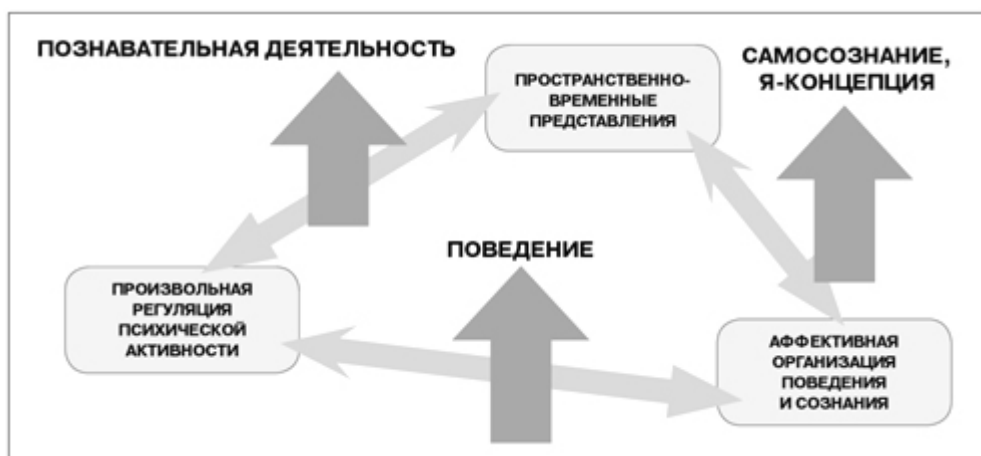 ПОЗНАВАТЕЛЬНАЯ ДЕЯТЕЛЬНОСТЬ
ПРОСТРАНСТВЕННО-
ВРЕМЕННЫЕ
ПРЕДСТАВЛЕНИЯ
САМОСОЗНАНИЕ,
Я-КОНЦЕПЦИЯ
ПОВЕДЕНИЕ
ПРОИЗВОЛЬНАЯ
РЕГУЛЯЦИЯ
ПСИХИЧЕСКОЙ
АКТИВНОСТИ
АФФЕКТИВНАЯ
ОРГАНИЗАЦИЯ
ПОВЕДЕНИЯ
И СОЗНАНИЯ